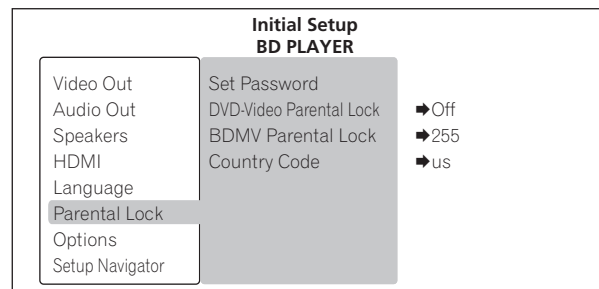 Initial Setup
BD PLAYER
Video Out
Audio Out
Speakers
HDMI
Language
Parental Lock
Options
Setup Navigator
Set Password
DVD-Video Parental Lock ➡Off
BDMV Parental Lock ➡255
Country Code ➡us